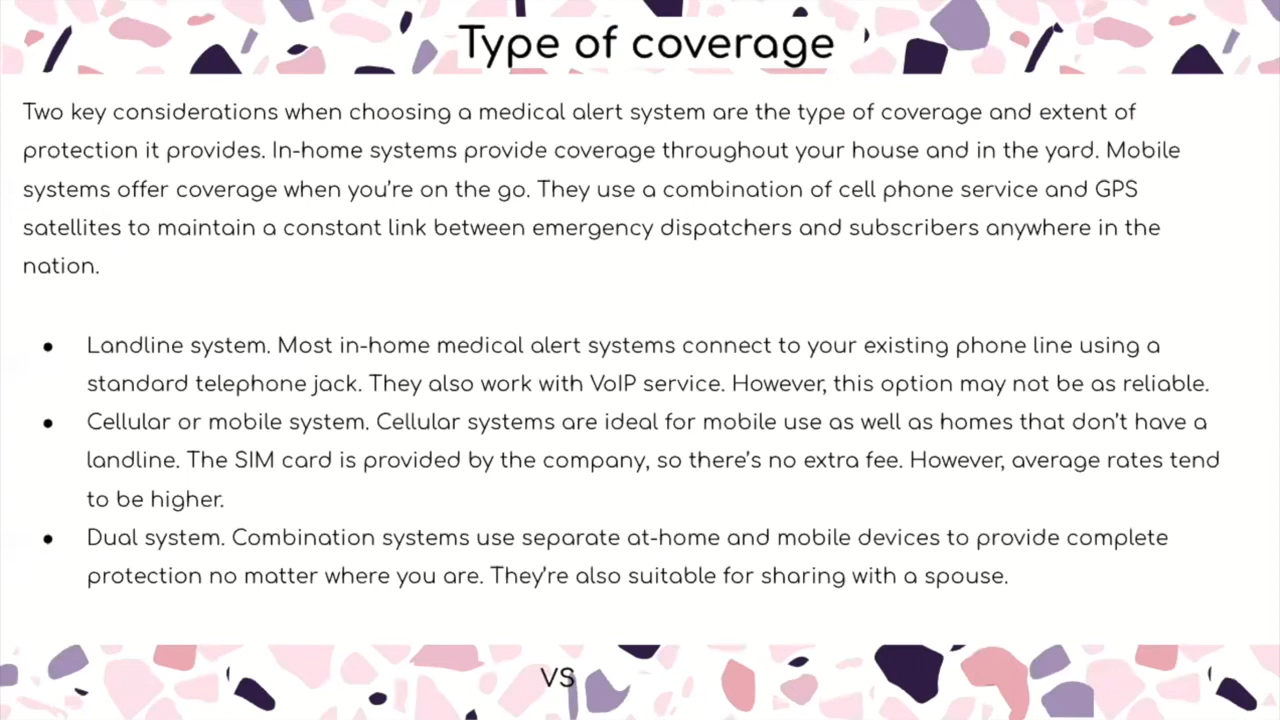 Type of coverage
Two key considerations when choosing a medical alert system are the type of coverage and extent of
protection it provides. In-home systems provide coverage throughout your house and in the yard. Mobile
systems offer coverage when you're on the go. They use a combination of cell phone service and GPS
satellites to maintain a constant link between emergency dispatchers and subscribers anywhere in the
nation.
● Landline system. Most in-home medical alert systems connect to your existing phone line using a
standard telephone jack. They also work with VoIP service. However, this option may not be as reliable.
● Cellular or mobile system. Cellular systems are ideal for mobile use as well as homes that don't have a
landline. The SIM card is provided by the company, so there's no extra fee. However, average rates tend
to be higher.
● Dual system. Combination systems use separate at-home and mobile devices to provide complete
protection no matter where you are. They're also suitable for sharing with a spouse.
VS